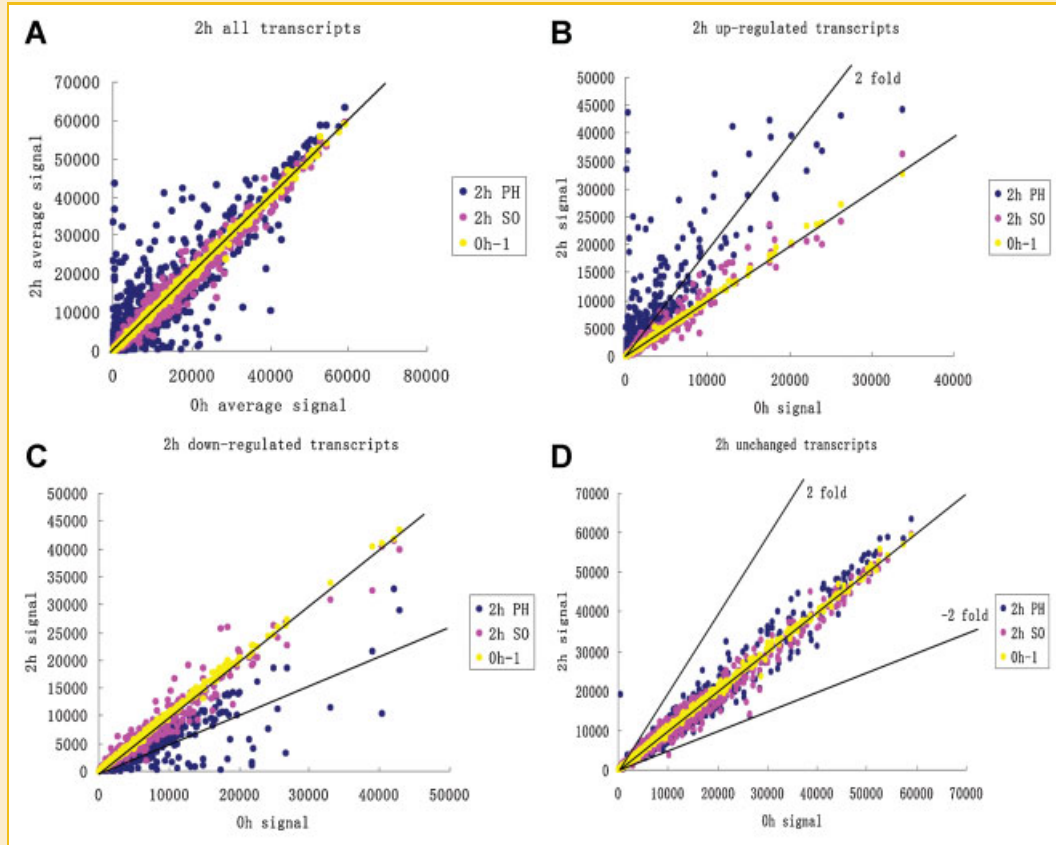 A
2h all transcripts
70000
60000
50000
40000
30000
20000
10000
0
2h average signal
0 20000 40000 60000 80000
0h average signal
2h PH
2h SO
0h-1
B
2h up-regulated transcripts
50000
45000
40000
35000
30000
25000
20000
15000
10000
5000
0
2h signal
2 fold
0 10000 20000 30000 40000
0h signal
2h PH
2h SO
0h-1
C
2h down-regulated transcripts
50000
45000
40000
35000
30000
25000
20000
15000
10000
5000
0
2h signal
0 10000 20000 30000 40000 50000
0h signal
2h PH
2h SO
0h-1
D
2h unchanged transcripts
70000
60000
50000
40000
30000
20000
10000
0
2h signal
2 fold
-2 fold
0 10000 20000 30000 40000 50000 60000 70000
0h signal
2h PH
2h SO
0h-1